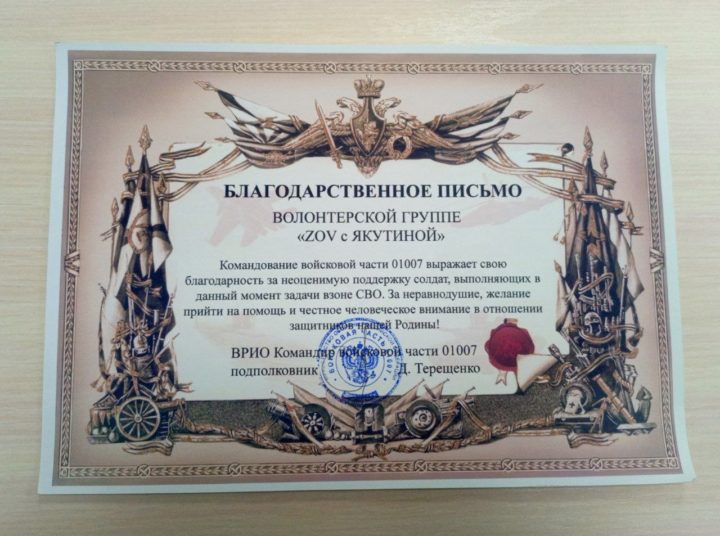 БЛАГОДАРСТВЕННОЕ ПИСЬМО
ВОЛОНТЕРСКОЙ ГРУППЕ
«ZOV с ЯКУТИНОЙ»
Командование войсковой части 01007 выражает свою
благодарность за неоценимую поддержку солдат, выполняющих в
данный момент задачи взоне СВО. За неравнодушие, желание
прийти на помощь и честное человеческое внимание в отношении
защитников нашей Родины!
ВРИО Командир войсковой части 01007
подполковник Д. Терещенко
ВОЙСКОВАЯ ЧАСТЬ